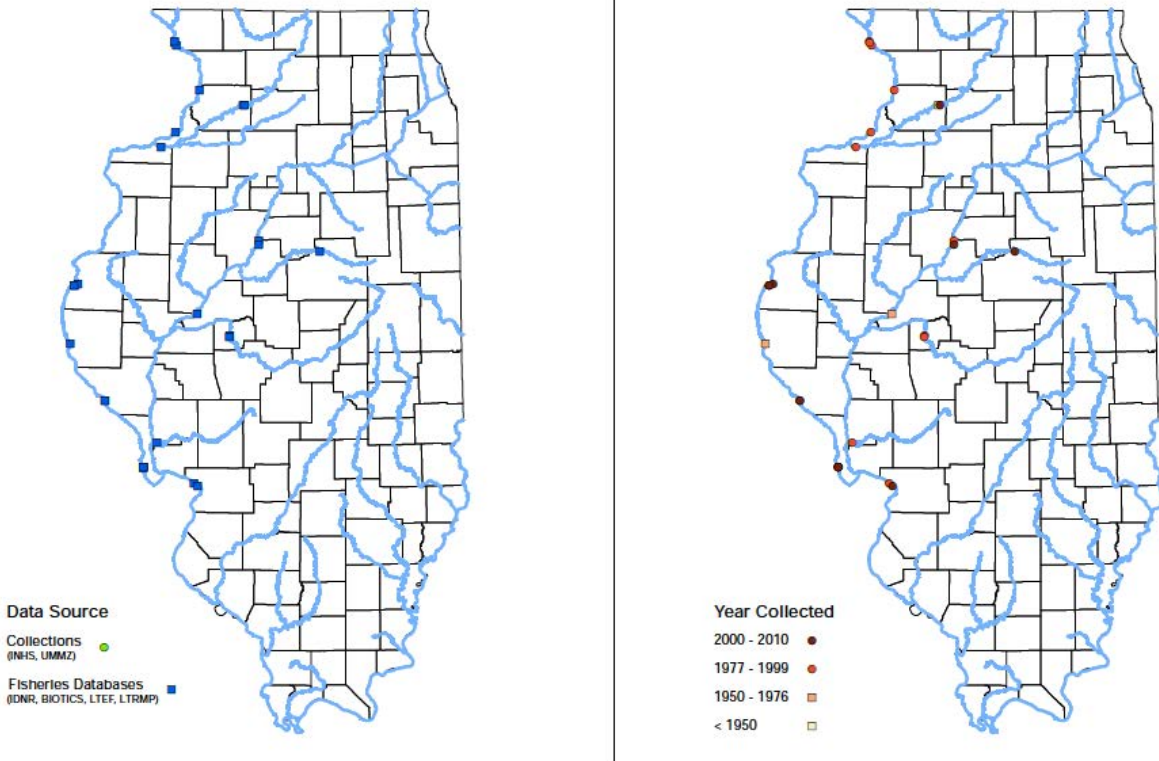 Data Source
Collections
(INHS, UMMZ)
Fisheries Databases
(IDNR, BIOTICS, LTEF, LTRMP)
Year Collected
2000 - 2010
1977 - 1999
1950 - 1976
< 1950